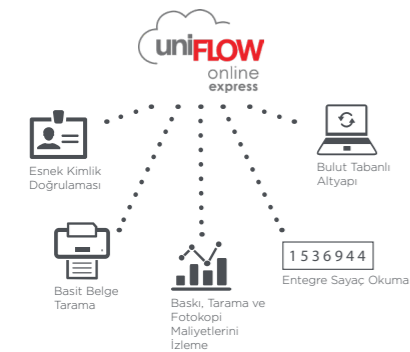 uniFLOW
online
express
Esnek Kimlik
Doğrulaması
Bulut Tabanlı
Altyapı
Basit Belge
Tarama
Baskı, Tarama ve
Fotokopi
Maliyetlerini
İzleme
1536944
Entegre Sayaç Okuma